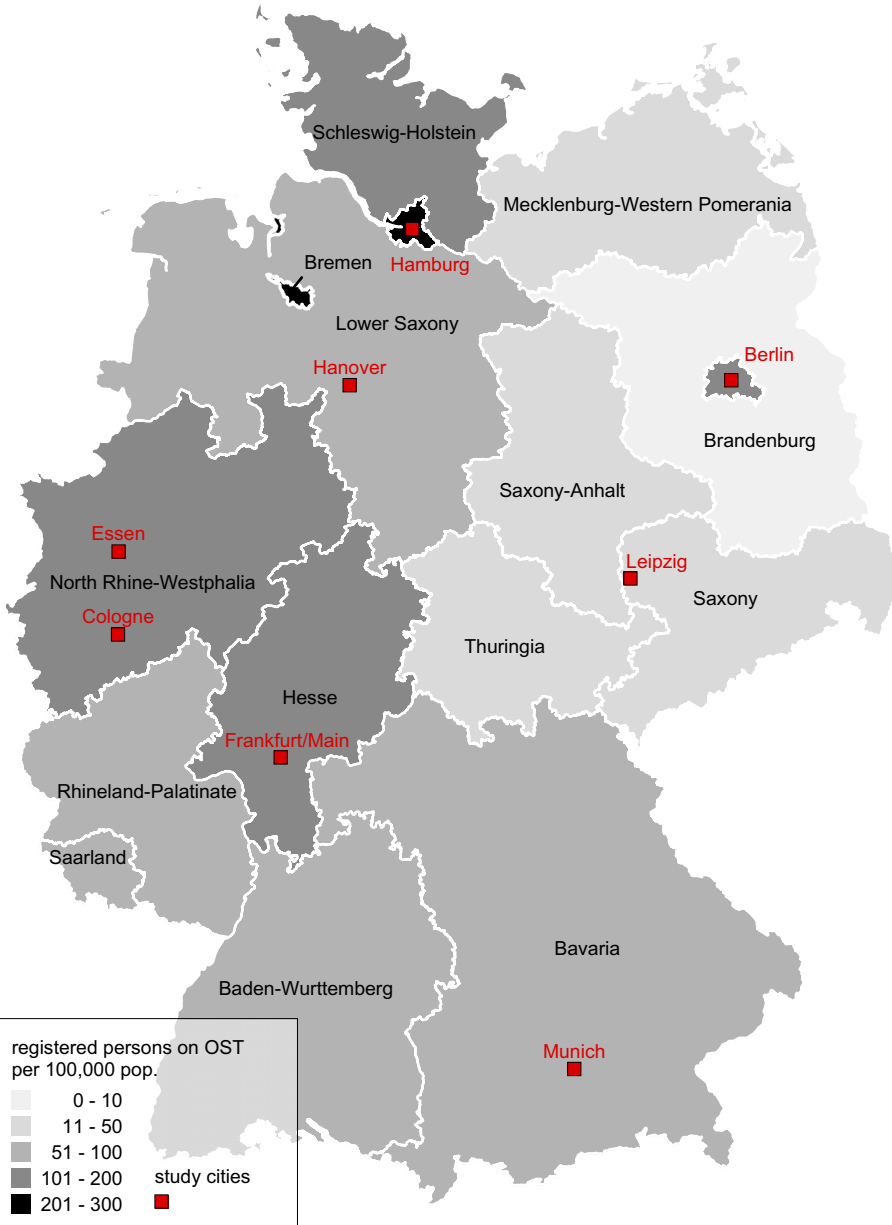 Schleswig-Holstein
Mecklenburg-Western Pomerania
Hamburg
Bremen
Lower Saxony
Hanover
Berlin
Brandenburg
Saxony-Anhalt
Essen
North Rhine-Westphalia
Cologne
Leipzig
Saxony
Thuringia
Hesse
Frankfurt/Main
Rhineland-Palatinate
Saarland
Bavaria
Baden-Wurttemberg
Munich
registered persons on OST
per 100,000 pop.
0 - 10
11 - 50
51 - 100
101 - 200
201 - 300
study cities